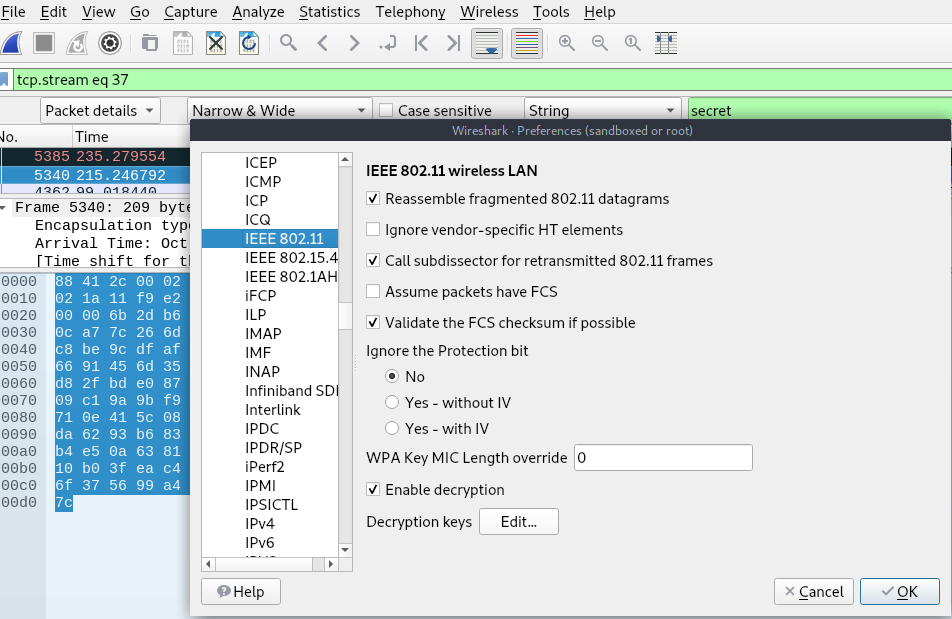 File Edit View Go Capture Analyze Statistics Telephony Wireless Tools Help
tcp.stream eq 37
Packet details Narrow & Wide Case sensitive String secret
No. Time
5385 235.279554
5340 215.246792
4362 99.018440
Frame 5340: 209 byte
Encapsulation type
Arrival Time: Oct
[Time shift for th
0000 88 41 2c 00 02
0010 02 1a 11 f9 e2
0020 00 00 6b 2d b6
0030 0c a7 7c 26 6d
0040 c8 be 9c df af
0050 66 91 45 6d 35
0060 d8 2f bd e0 87
0070 09 c1 9a 9b f9
0080 71 0e 41 5c 08
0090 da 62 93 b6 83
00a0 b4 e5 0a 63 81
00b0 10 b0 3f ea c4
00c0 6f 37 56 99 a4
00d0 7c
Wireshark · Preferences (sandboxed or root)
ICEP
ICMP
ICP
ICQ
IEEE 802.11
IEEE 802.15.4
IEEE 802.1AH
iFCP
ILP
IMAP
IMF
INAP
Infiniband SDP
Interlink
IPDC
IPDR/SP
iPerf2
IPMI
IPSICTL
IPv4
IPv6
IEEE 802.11 wireless LAN
Reassemble fragmented 802.11 datagrams
Ignore vendor-specific HT elements
Call subdissector for retransmitted 802.11 frames
Assume packets have FCS
Validate the FCS checksum if possible
Ignore the Protection bit
No
Yes - without IV
Yes - with IV
WPA Key MIC Length override 0
Enable decryption
Decryption keys Edit...
Help Cancel OK